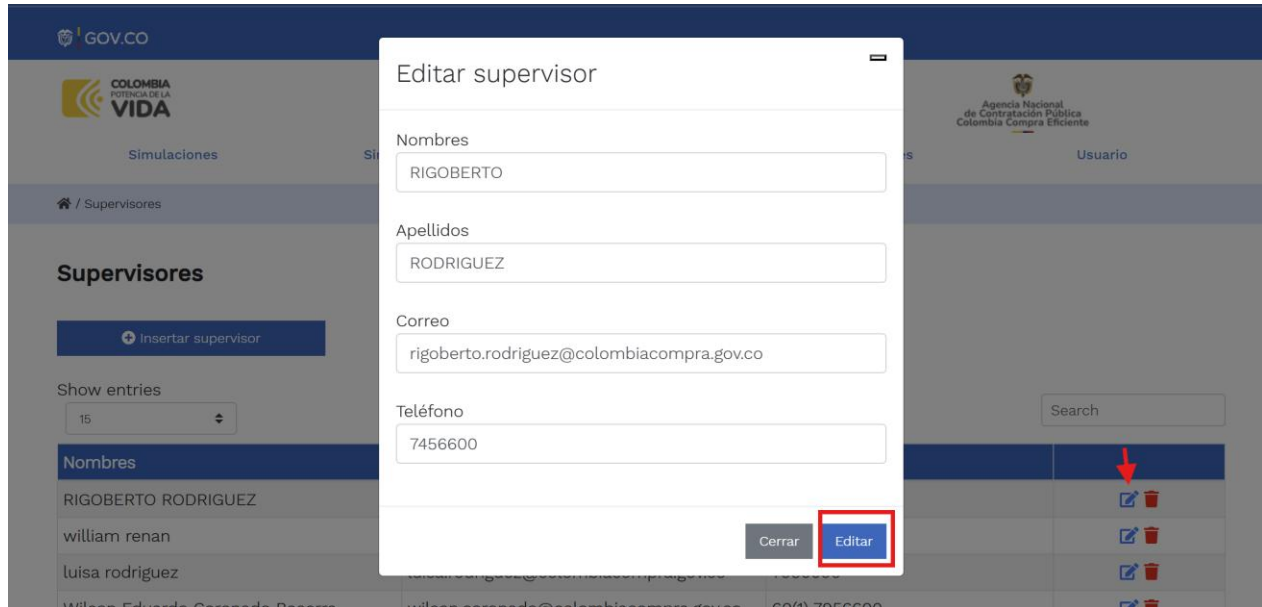 GOV.CO
COLOMBIA
POTENCIA DE LA
VIDA
Agencia Nacional
de Contratación Pública
Colombia Compra Eficiente
Simulaciones
Usuario
/ Supervisores
Editar supervisor
Nombres
RIGOBERTO
Apellidos
RODRIGUEZ
Correo
rigoberto.rodriguez@colombiacompra.gov.co
Teléfono
7456600
Cerrar
Editar
Supervisores
Insertar supervisor
Show entries
15
Search
Nombres
RIGOBERTO RODRIGUEZ
william renan
luisa rodriguez